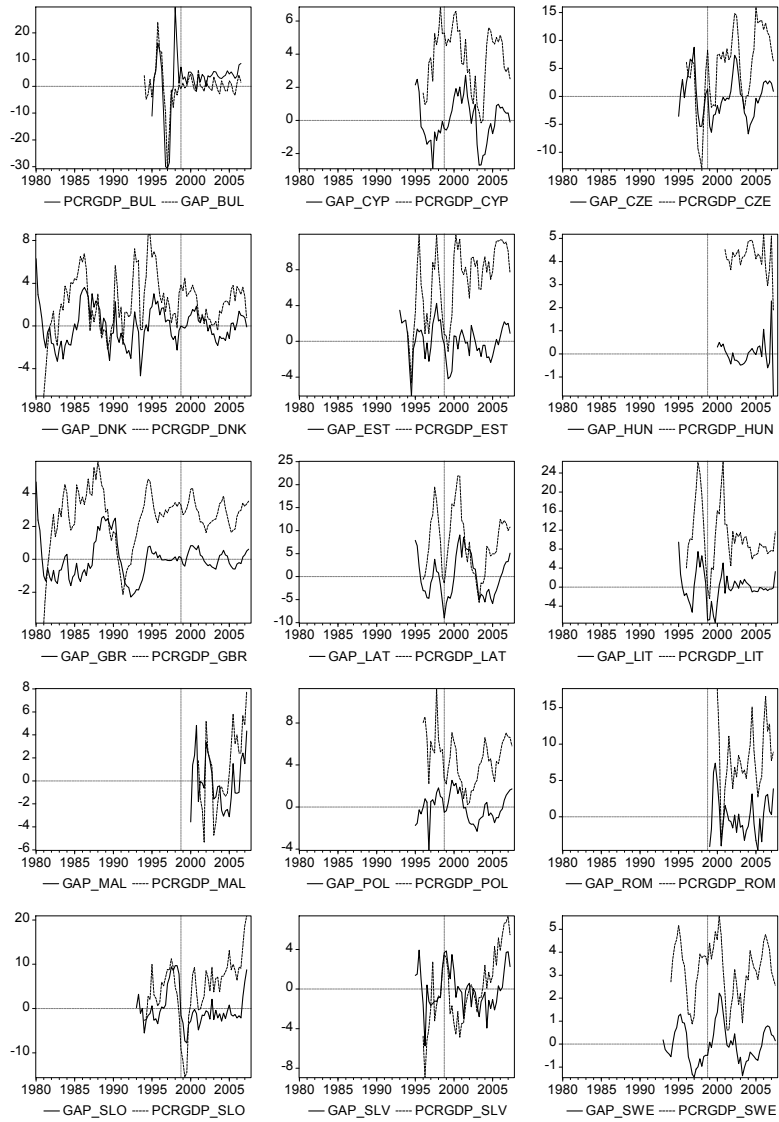 20
10
0
-10
-20
-30
1980 1985 1990 1995 2000 2005
PCRGDP_BUL GAP_BUL
6
4
2
0
-2
1980 1985 1990 1995 2000 2005
GAP_CYP PCRGDP_CYP
15
10
5
0
-5
-10
1980 1985 1990 1995 2000 2005
GAP_CZE PCRGDP_CZE
8
4
0
-4
1980 1985 1990 1995 2000 2005
GAP_DNK PCRGDP_DNK
12
8
4
0
-4
1980 1985 1990 1995 2000 2005
GAP_EST PCRGDP_EST
5
4
3
2
1
0
-1
1980 1985 1990 1995 2000 2005
GAP_HUN PCRGDP_HUN
4
2
0
-2
1980 1985 1990 1995 2000 2005
GAP_GBR PCRGDP_GBR
25
20
15
10
5
0
-5
-10
1980 1985 1990 1995 2000 2005
GAP_LAT PCRGDP_LAT
24
20
16
12
8
4
0
-4
1980 1985 1990 1995 2000 2005
GAP_LIT PCRGDP_LIT
8
6
4
2
0
-2
-4
-6
1980 1985 1990 1995 2000 2005
GAP_MAL PCRGDP_MAL
8
4
0
-4
1980 1985 1990 1995 2000 2005
GAP_POL PCRGDP_POL
15
10
5
0
1980 1985 1990 1995 2000 2005
GAP_ROM PCRGDP_ROM
20
10
0
-10
1980 1985 1990 1995 2000 2005
GAP_SLO PCRGDP_SLO
4
0
-4
-8
1980 1985 1990 1995 2000 2005
GAP_SLV PCRGDP_SLV
5
4
3
2
1
0
-1
1980 1985 1990 1995 2000 2005
GAP_SWE PCRGDP_SWE